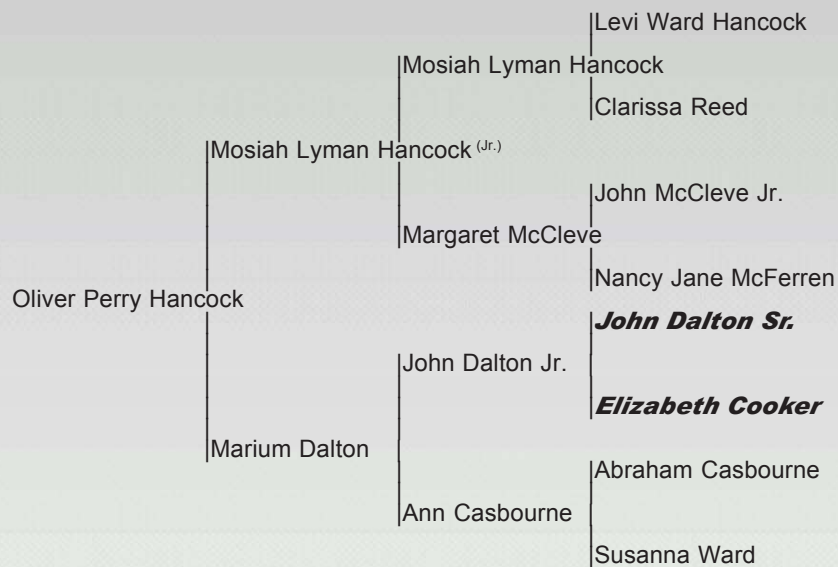 Levi Ward Hancock
Mosiah Lyman Hancock
Clarissa Reed
Mosiah Lyman Hancock (Jr.)
John McCleve Jr.
Margaret McCleve
Nancy Jane McFerren
Oliver Perry Hancock
John Dalton Sr.
John Dalton Jr.
Elizabeth Cooker
Marium Dalton
Abraham Casbourne
Ann Casbourne
Susanna Ward